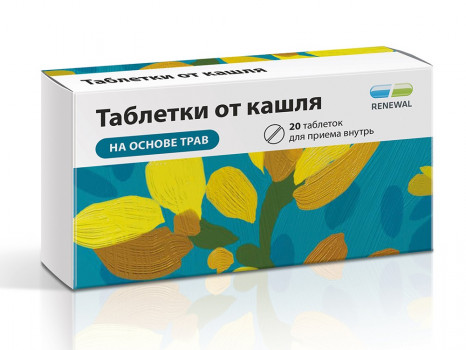 Таблетки от кашля
Таблетки от кашля
НА ОСНОВЕ ТРАВ
RENEWAL
20 таблеток
для приема внутрь